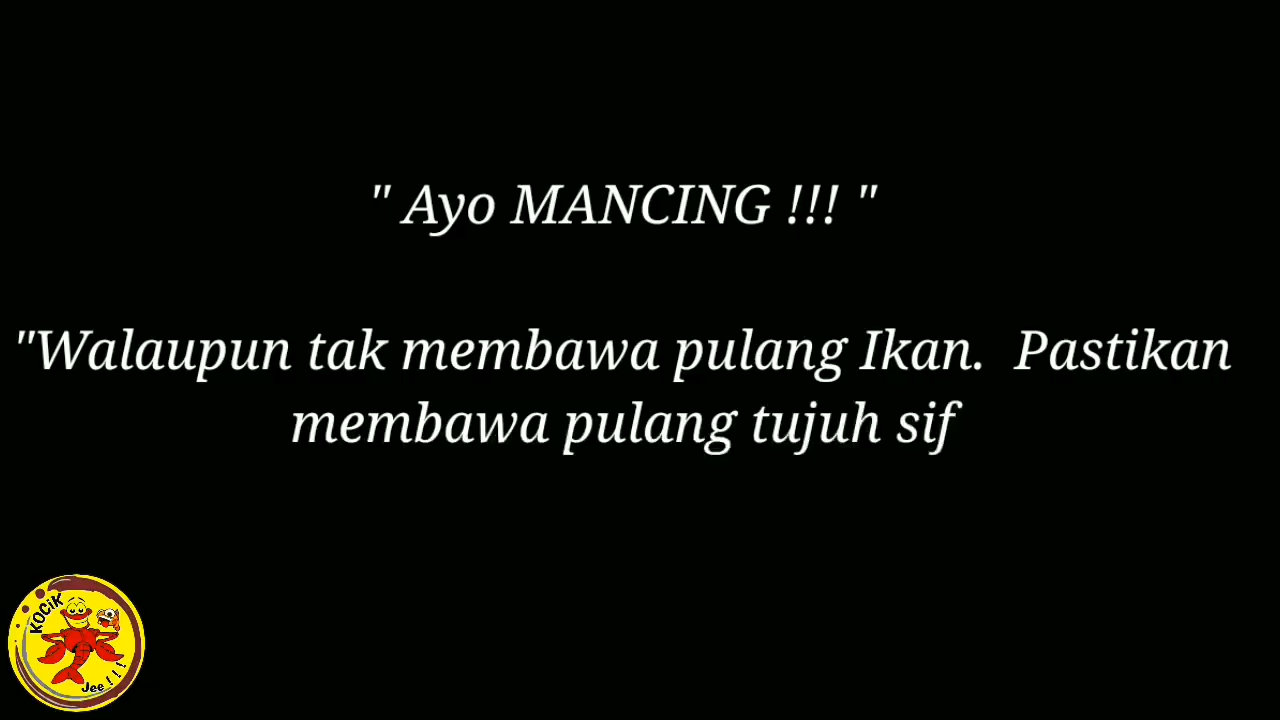 " Ayo MANCING !!! "
"Walaupun tak membawa pulang Ikan.  Pastikan
membawa pulang tujuh sif
KOCiK
Jee!!!